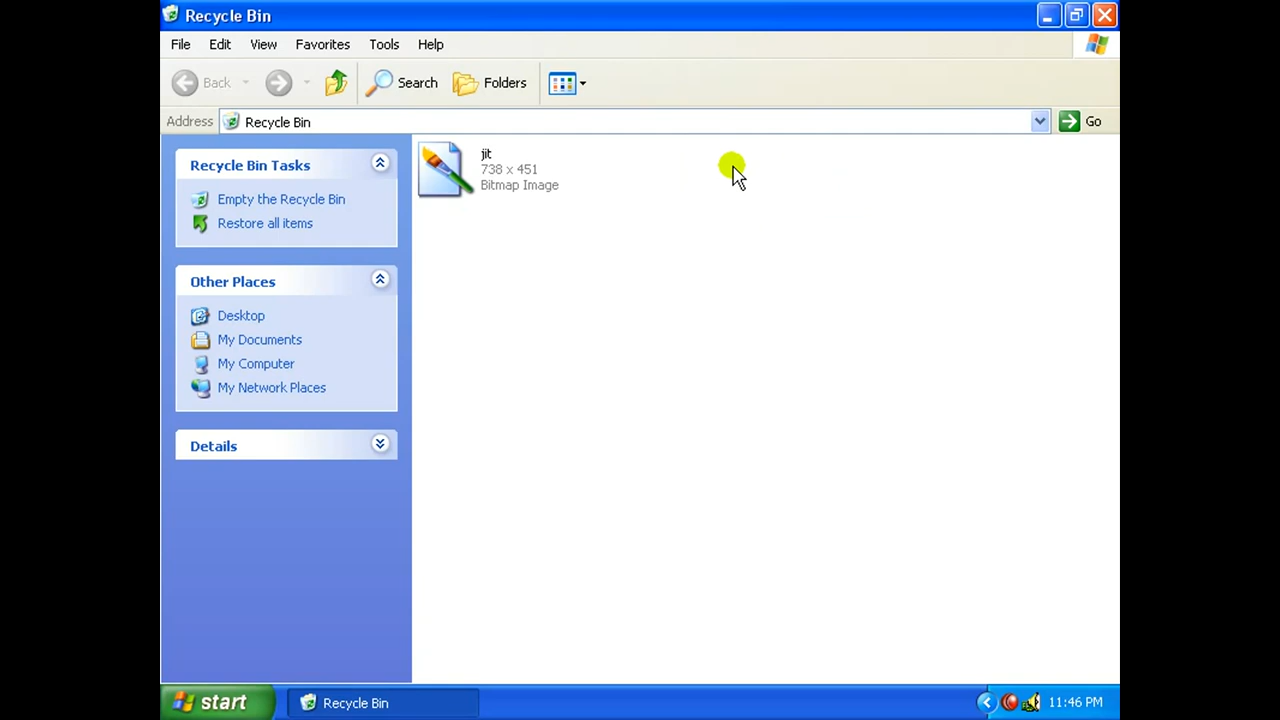 Recycle Bin
File Edit View Favorites Tools Help
Back Search Folders
Address Recycle Bin Go
Recycle Bin Tasks
Empty the Recycle Bin
Restore all items
Other Places
Desktop
My Documents
My Computer
My Network Places
Details
jit
738 x 451
Bitmap Image
start Recycle Bin 11:46 PM